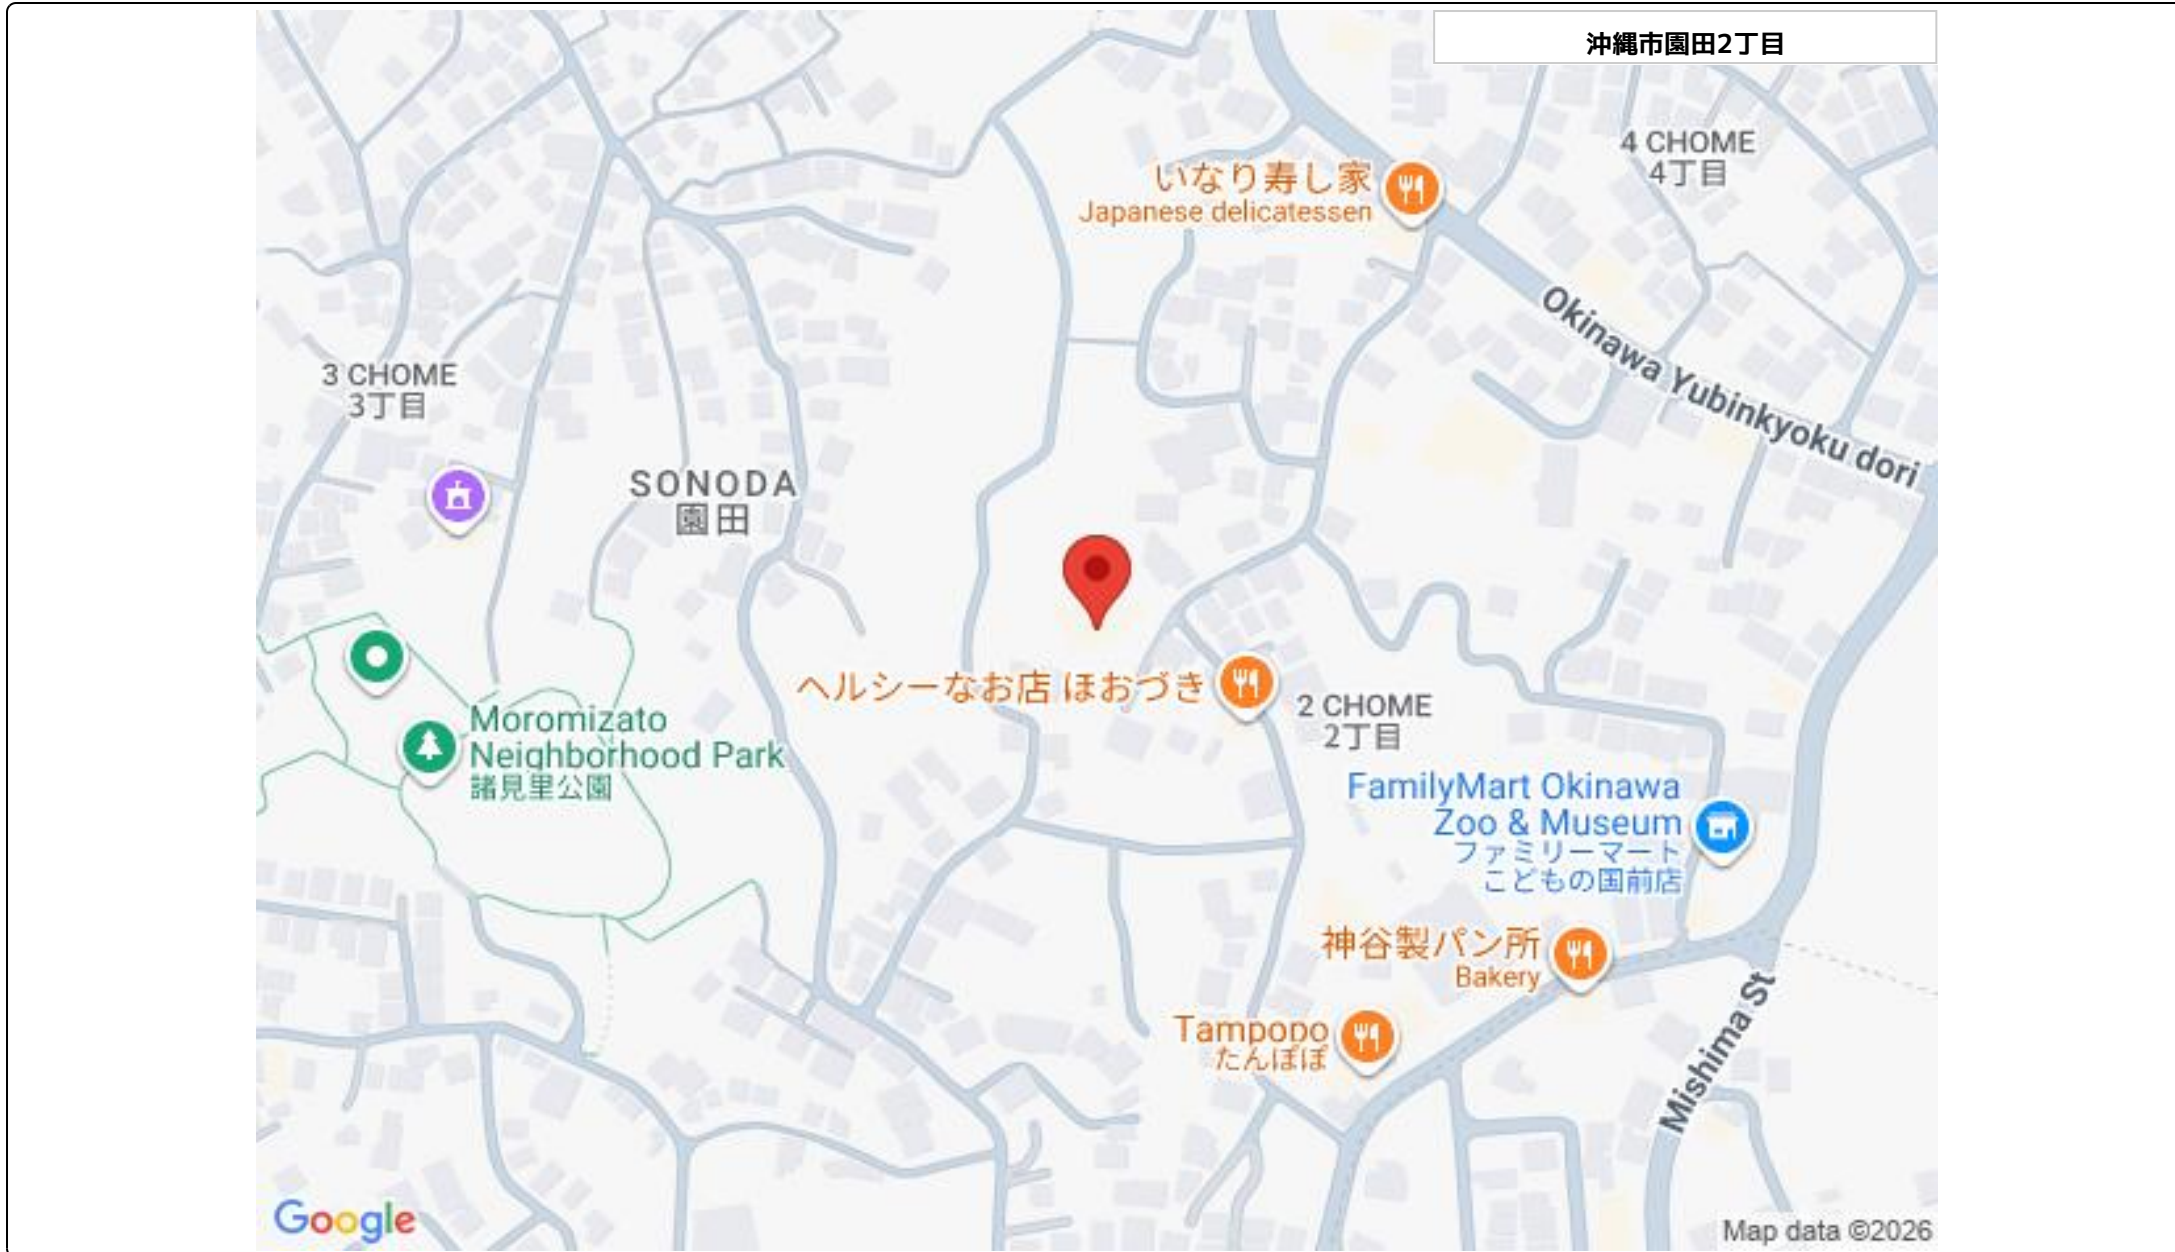 沖縄市園田2丁目
4 CHOME
4丁目
いなり寿し家
Japanese delicatessen
Okinawa Yubinkyoku dori
3 CHOME
3丁目
SONODA
園田
ヘルシーなお店 ほおづき
2 CHOME
2丁目
Moromizato
Neighborhood Park
諸見里公園
FamilyMart Okinawa
Zoo & Museum
ファミリーマート
こどもの国前店
神谷製パン所
Bakery
Tampopo
たんぽぽ
Mishima St
Google
Map data ©2026